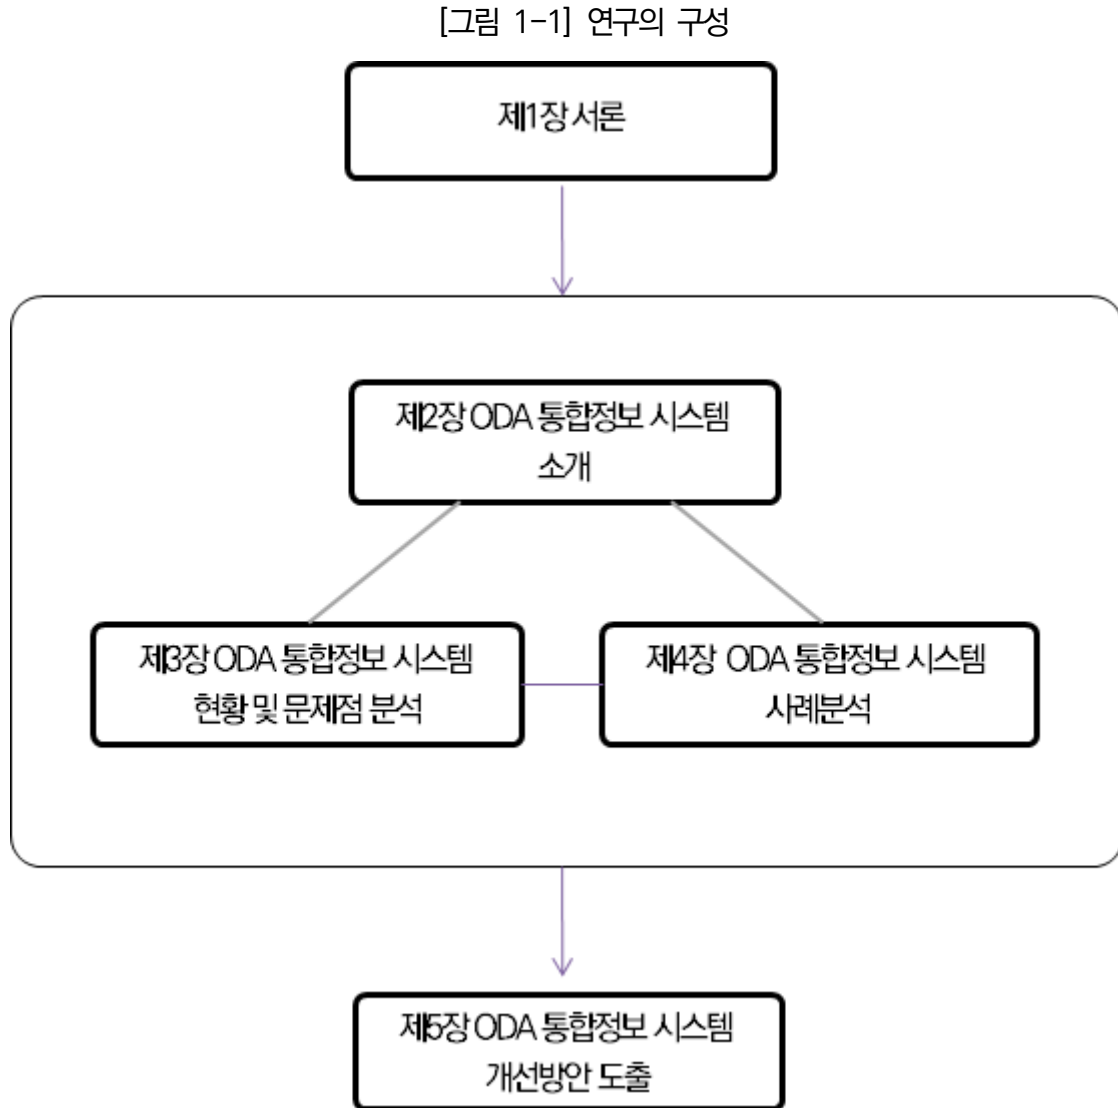 [그림 1-1] 연구의 구성
제1장 서론
제2장 ODA 통합정보 시스템
소개
제3장 ODA 통합정보 시스템
현황 및 문제점 분석
제4장 ODA 통합정보 시스템
사례분석
제5장 ODA 통합정보 시스템
개선방안 도출